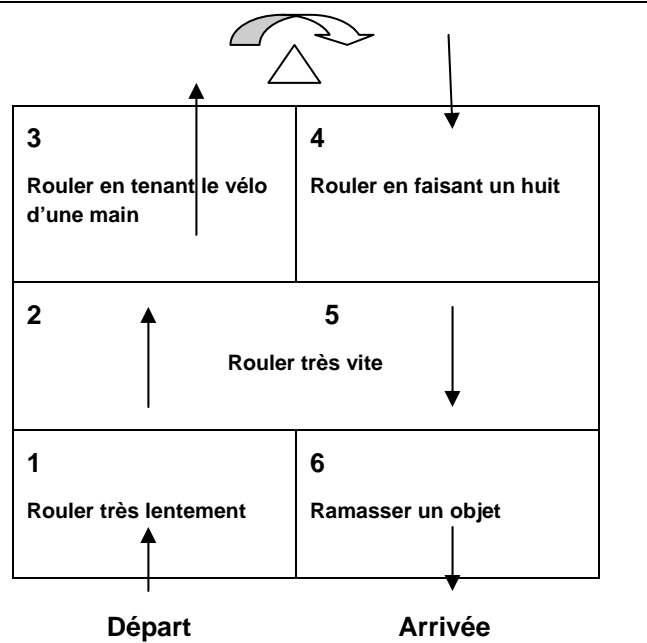 3
4
Rouler en tenant le vélo
d’une main
Rouler en faisant un huit
2
5
Rouler très vite
1
6
Rouler très lentement
Ramasser un objet
Départ
Arrivée